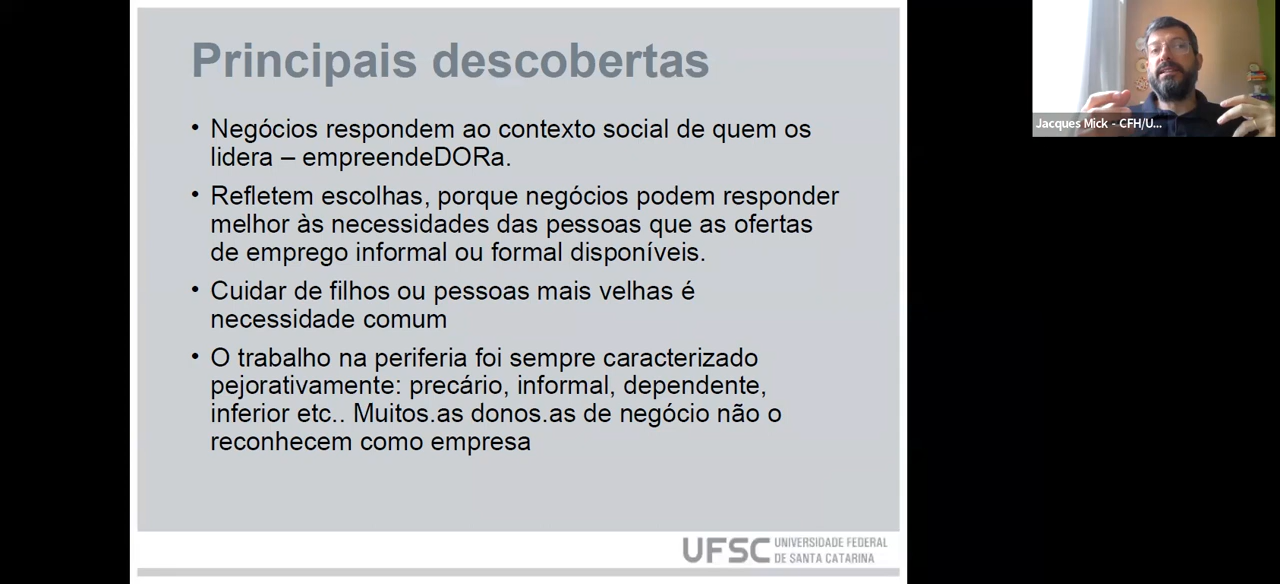 Principais descobertas
• Negócios respondem ao contexto social de quem os
lidera – empreendeDORa.
• Refletem escolhas, porque negócios podem responder
melhor às necessidades das pessoas que as ofertas
de emprego informal ou formal disponíveis.
• Cuidar de filhos ou pessoas mais velhas é
necessidade comum
• O trabalho na periferia foi sempre caracterizado
pejorativamente: precário, informal, dependente,
inferior etc.. Muitos.as donos.as de negócio não o
reconhecem como empresa
UFSC
UNIVERSIDADE FEDERAL
DE SANTA CATARINA
Jacques Mick - CFH/U...